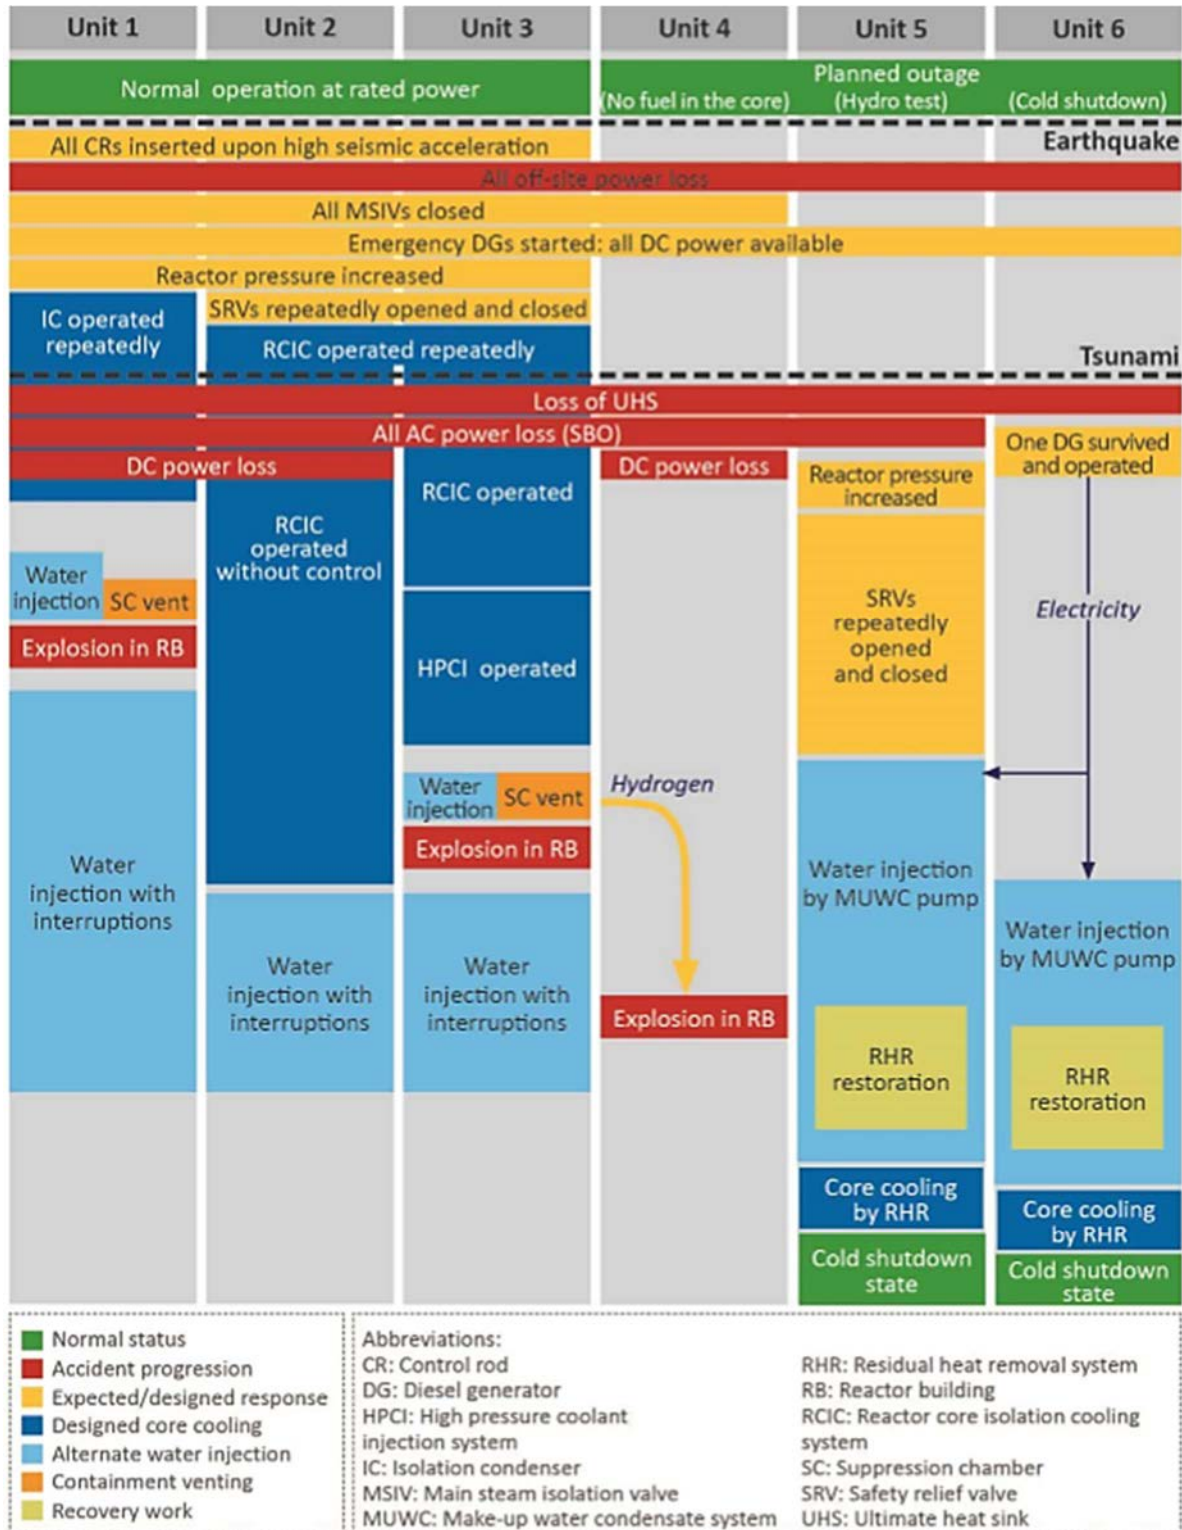 Unit 1
Unit 2
Unit 3
Unit 4
Unit 5
Unit 6
Normal operation at rated power
Planned outage
(No fuel in the core)
(Hydro test)
(Cold shutdown)
Earthquake
All CRs inserted upon high seismic acceleration
All off-site power loss
All MSIVs closed
Emergency DGs started: all DC power available
Reactor pressure increased
IC operated
repeatedly
SRVs repeatedly opened and closed
RCIC operated repeatedly
Tsunami
Loss of UHS
All AC power loss (SBO)
DC power loss
DC power loss
One DG survived
and operated
RCIC
operated
without control
RCIC operated
Reactor pressure
increased
Water
injection
SC vent
Explosion in RB
HPCI operated
SRVs
repeatedly
opened
and closed
Electricity
Water
injection with
interruptions
Water
injection
SC vent
Hydrogen
Explosion in RB
Water
injection with
interruptions
Water
injection with
interruptions
Explosion in RB
Water injection
by MUWC pump
Water injection
by MUWC pump
RHR
restoration
RHR
restoration
Core cooling
by RHR
Core cooling
by RHR
Cold shutdown
state
Cold shutdown
state
Normal status
Accident progression
Expected/designed response
Designed core cooling
Alternate water injection
Containment venting
Recovery work
Abbreviations:
CR: Control rod
DG: Diesel generator
HPCI: High pressure coolant
injection system
IC: Isolation condenser
MSIV: Main steam isolation valve
MUWC: Make-up water condensate system
RHR: Residual heat removal system
RB: Reactor building
RCIC: Reactor core isolation cooling
system
SC: Suppression chamber
SRV: Safety relief valve
UHS: Ultimate heat sink